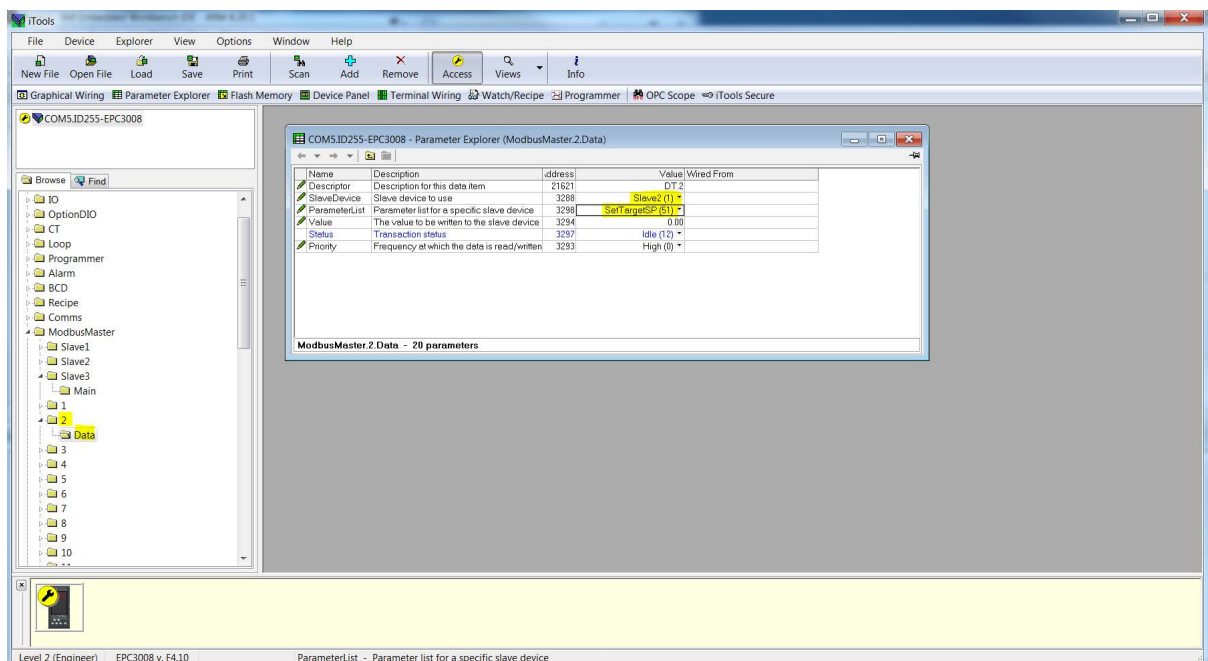 iTools
File Device Explorer View Options Window Help
New File Open File Load Save Print Scan Add Remove Access Views Info
Graphical Wiring Parameter Explorer Flash Memory Device Panel Terminal Wiring Watch/Recipe Programmer OPC Scope iTools Secure
COM5.ID255-EPC3008
Browse Find
IO
OptionDIO
CT
Loop
Programmer
Alarm
BCD
Recipe
Comms
ModbusMaster
Slave1
Slave2
Slave3
Main
1
2
Data
3
4
5
6
7
8
9
10
COM5.ID255-EPC3008 - Parameter Explorer (ModbusMaster.2.Data)
Name Description ddress Value Wired From
Descriptor Description for this data item 21621 DT.2
SlaveDevice Slave device to use 3288 Slave2 (1)
ParameterList Parameter list for a specific slave device 3298 SetTargetSP (51)
Value The value to be written to the slave device 3294 0.00
Status Transaction status 3297 Idle (12)
Priority Frequency at which the data is read/written 3293 High (0)
ModbusMaster.2.Data - 20 parameters
Level 2 (Engineer) EPC3008 v. F4.10 ParameterList - Parameter list for a specific slave device